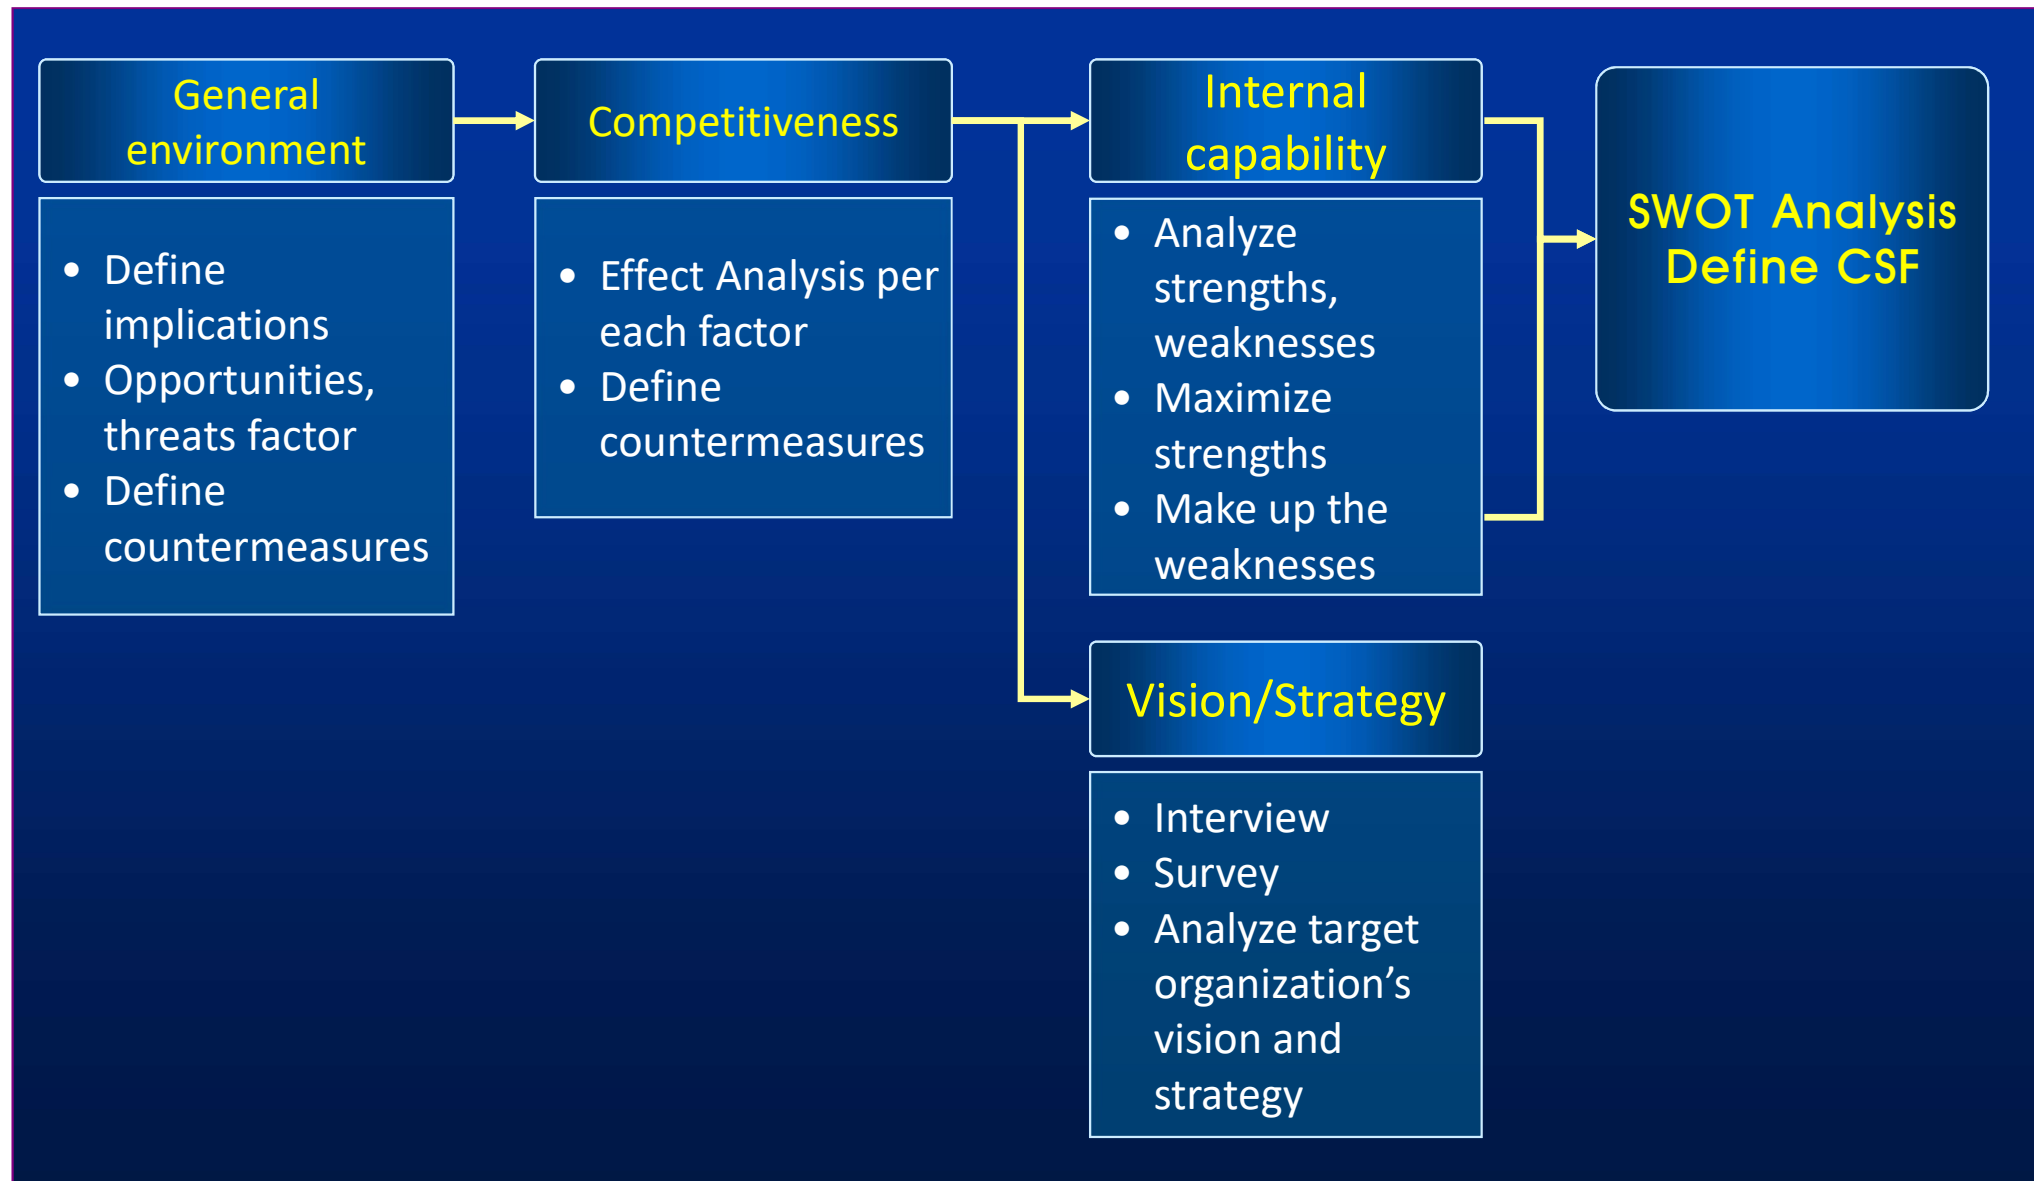 General
environment
• Define
implications
• Opportunities,
threats factor
• Define
countermeasures
Competitiveness
• Effect Analysis per
each factor
• Define
countermeasures
Internal
capability
• Analyze
strengths,
weaknesses
• Maximize
strengths
• Make up the
weaknesses
Vision/Strategy
• Interview
• Survey
• Analyze target
organization’s
vision and
strategy
SWOT Analysis
Define CSF